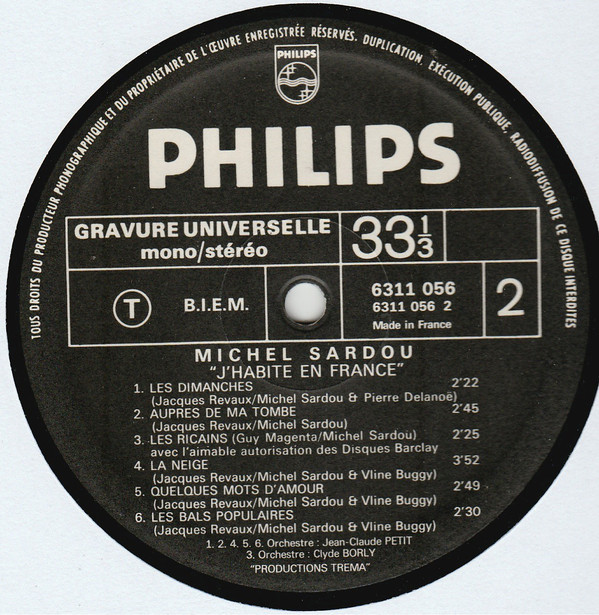 TOUS DROITS DU PRODUCTEUR PHONOGRAPHIQUE ET DU PROPRIÉTAIRE DE L'ŒUVRE ENREGISTRÉE RÉSERVÉS. DUPLICATION, EXÉCUTION PUBLIQUE, RADIODIFFUSION DE CE DISQUE INTERDITES
PHILIPS
PHILIPS
GRAVURE UNIVERSELLE
mono/stéréo
33 1/3
T
B.I.E.M.
6311 056
6311 056 2
Made in France
2
MICHEL SARDOU
"J'HABITE EN FRANCE"
1. LES DIMANCHES 2'22
(Jacques Revaux/Michel Sardou & Pierre Delanoë)
2. AUPRES DE MA TOMBE 2'45
(Jacques Revaux/Michel Sardou)
3. LES RICAINS (Guy Magenta/Michel Sardou) 2'25
avec l'aimable autorisation des Disques Barclay
4. LA NEIGE 3'52
(Jacques Revaux/Michel Sardou & Vline Buggy)
5. QUELQUES MOTS D'AMOUR 2'49
(Jacques Revaux/Michel Sardou & Vline Buggy)
6. LES BALS POPULAIRES 2'30
(Jacques Revaux/Michel Sardou & Vline Buggy)
1. 2. 4. 5. 6. Orchestre : Jean-Claude PETIT
3. Orchestre : Clyde BORLY
"PRODUCTIONS TREMA"